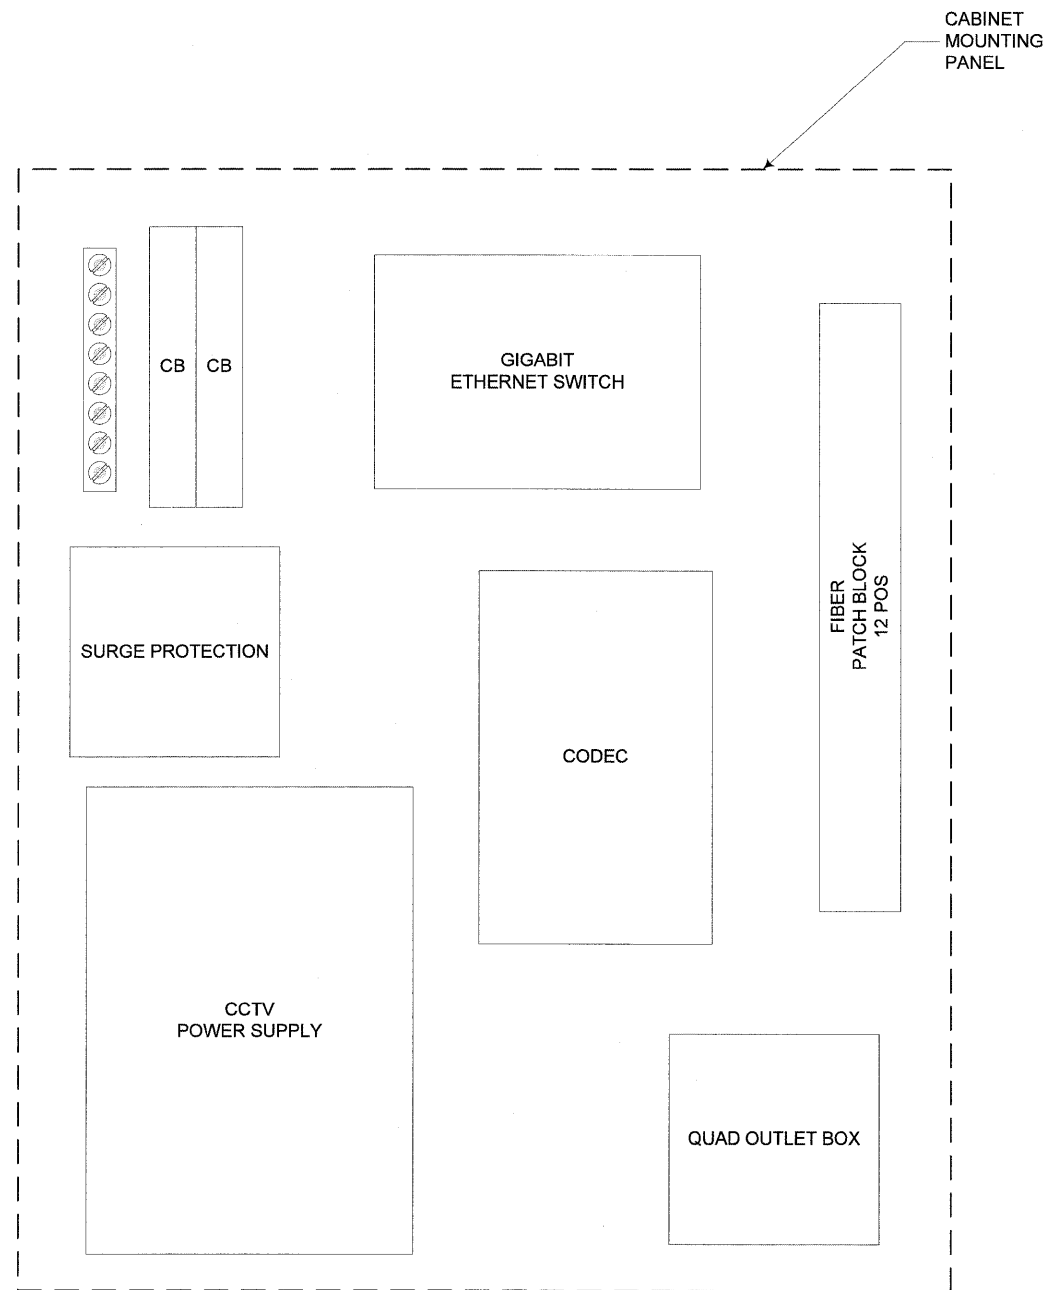 CABINET
MOUNTING
PANEL
CB
CB
GIGABIT
ETHERNET SWITCH
FIBER
PATCH BLOCK
12 POS
SURGE PROTECTION
CODEC
CCTV
POWER SUPPLY
QUAD OUTLET BOX